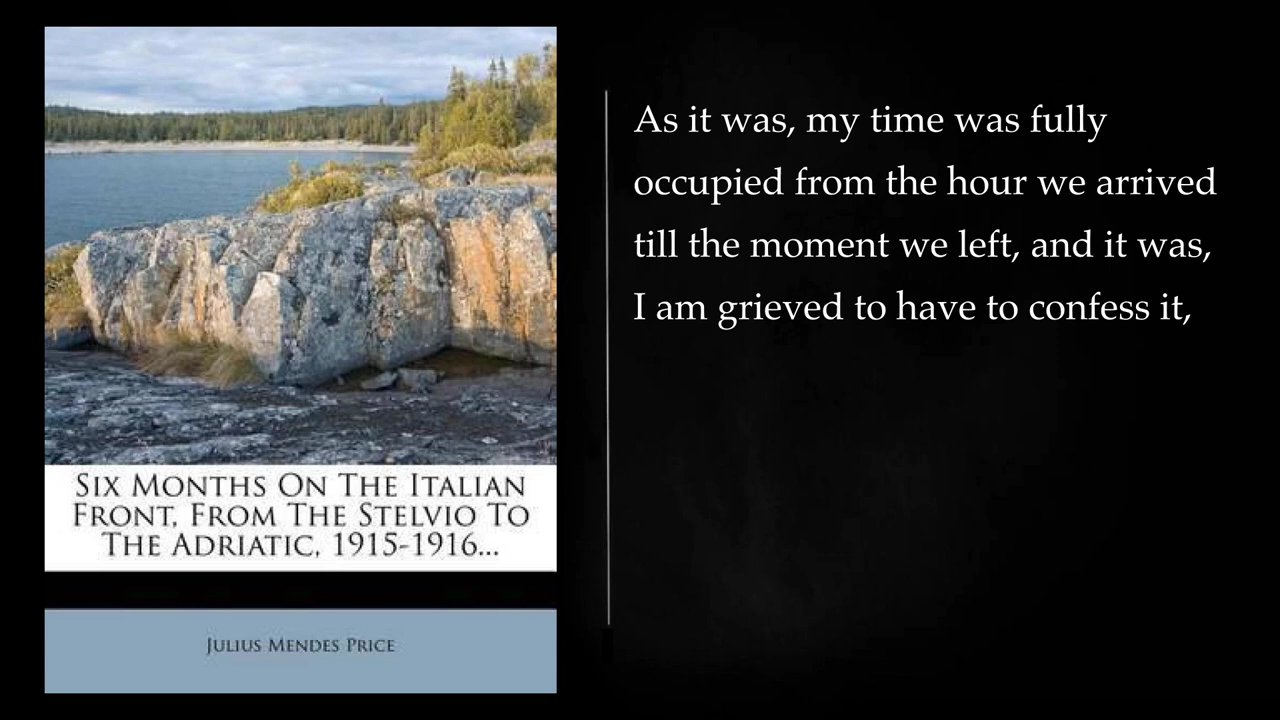 Six Months On The Italian
Front, From The Stelvio To
The Adriatic, 1915-1916...
Julius Mendes Price
As it was, my time was fully
occupied from the hour we arrived
till the moment we left, and it was,
I am grieved to have to confess it,